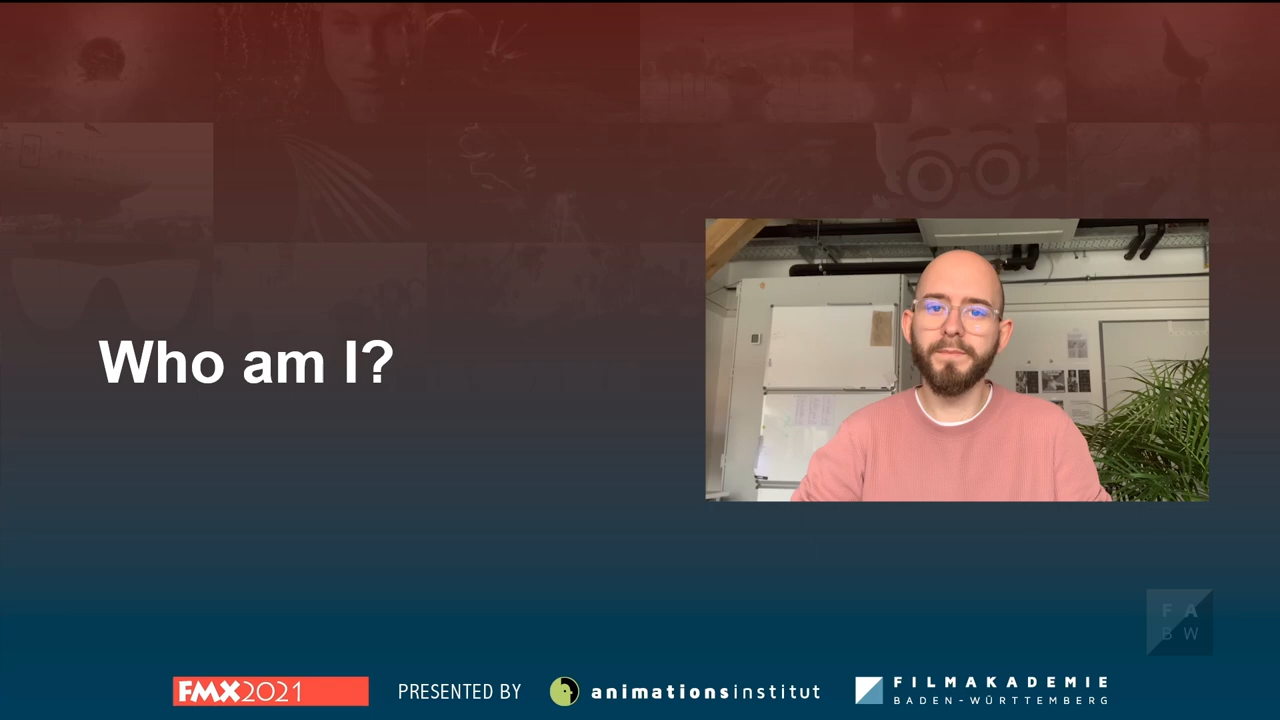 Who am I?
F A
B W
FMX2021
PRESENTED BY
animationsinstitut
FILMAKADEMIE
BADEN-WÜRTTEMBERG